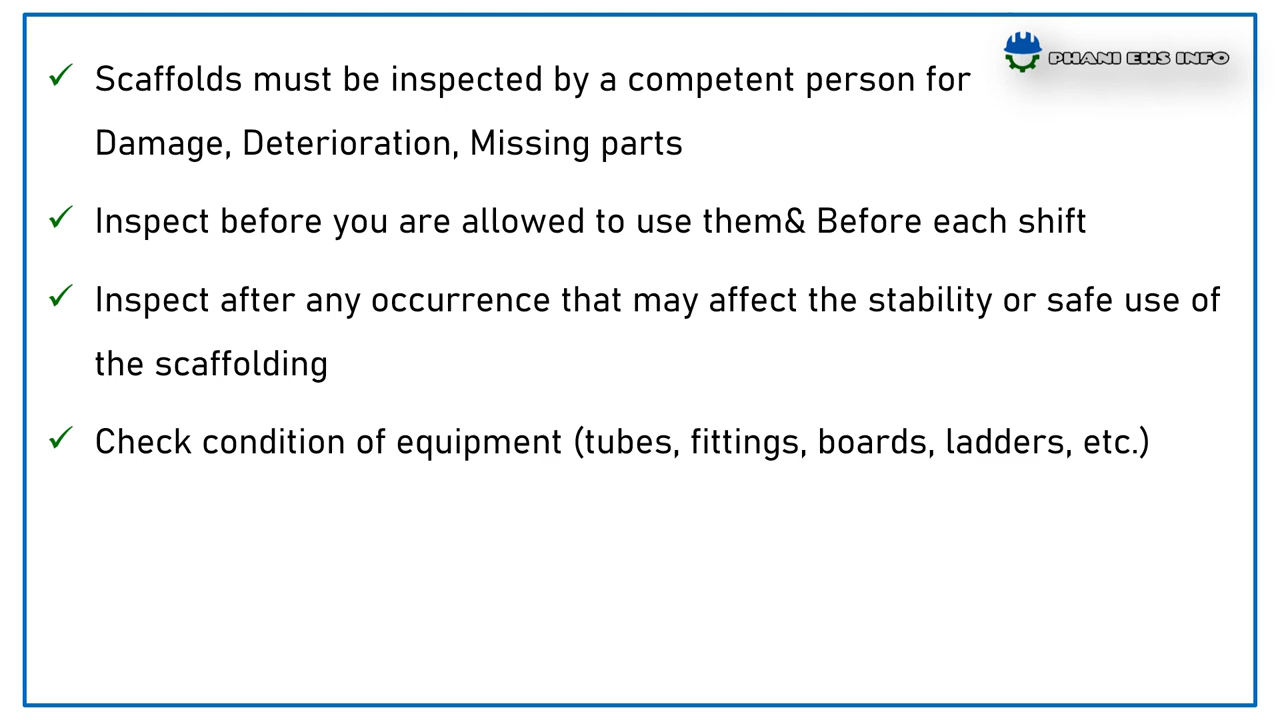 PHANI EHS INFO
✓ Scaffolds must be inspected by a competent person for
Damage, Deterioration, Missing parts
✓ Inspect before you are allowed to use them& Before each shift
✓ Inspect after any occurrence that may affect the stability or safe use of
the scaffolding
✓ Check condition of equipment (tubes, fittings, boards, ladders, etc.)